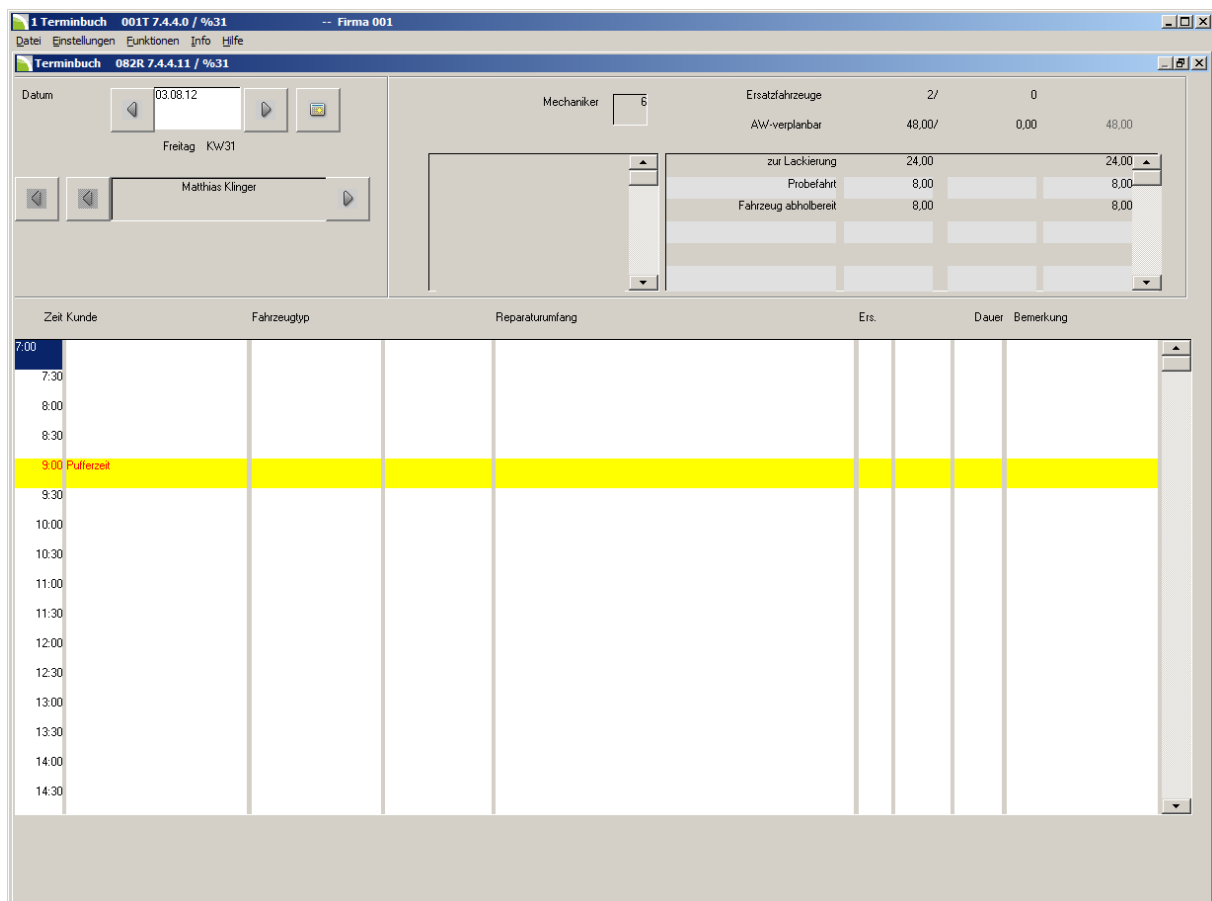 1 Terminbuch 001T 7.4.4.0 / %31 -- Firma 001
Datei Einstellungen Funktionen Info Hilfe
Terminbuch 082R 7.4.4.11 / %31
Datum 03.08.12
Freitag KW31
Matthias Klinger
Mechaniker 6
Ersatzfahrzeuge 2/ 0
AW-verplanbar 48,00/ 0,00 48,00
zur Lackierung 24,00 24,00
Probefahrt 8,00 8,00
Fahrzeug abholbereit 8,00 8,00
Zeit Kunde Fahrzeugtyp Reparaturumfang Ers. Dauer Bemerkung
7:00
7:30
8:00
8:30
9:00 Pufferzeit
9:30
10:00
10:30
11:00
11:30
12:00
12:30
13:00
13:30
14:00
14:30